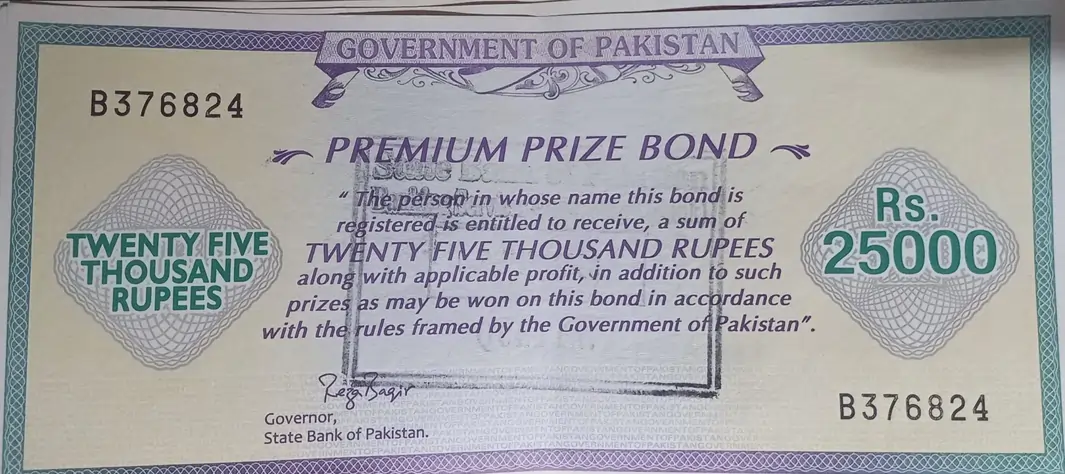 GOVERNMENT OF PAKISTAN
B376824
PREMIUM PRIZE BOND
“ The person in whose name this bond is
registered is entitled to receive, a sum of
TWENTY FIVE THOUSAND RUPEES
along with applicable profit, in addition to such
prizes as may be won on this bond in accordance
with the rules framed by the Government of Pakistan”.
TWENTY FIVE
THOUSAND
RUPEES
Rs.
25000
Reza Baqir
Governor,
State Bank of Pakistan.
B376824